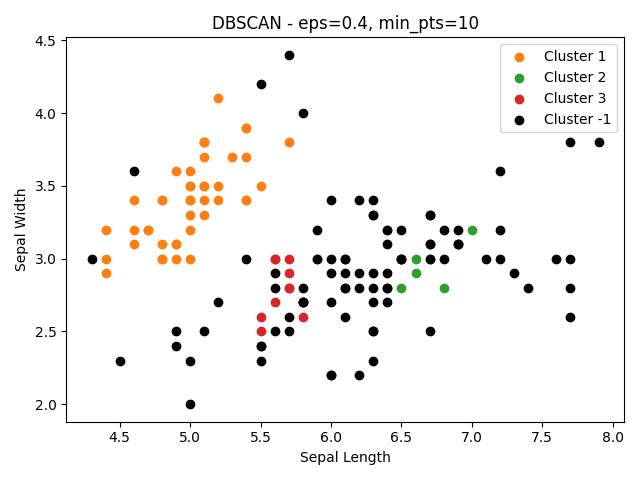 DBSCAN - eps=0.4, min_pts=10
Cluster 1
Cluster 2
Cluster 3
Cluster -1
4.5
4.0
3.5
3.0
2.5
2.0
Sepal Width
4.5 5.0 5.5 6.0 6.5 7.0 7.5 8.0
Sepal Length